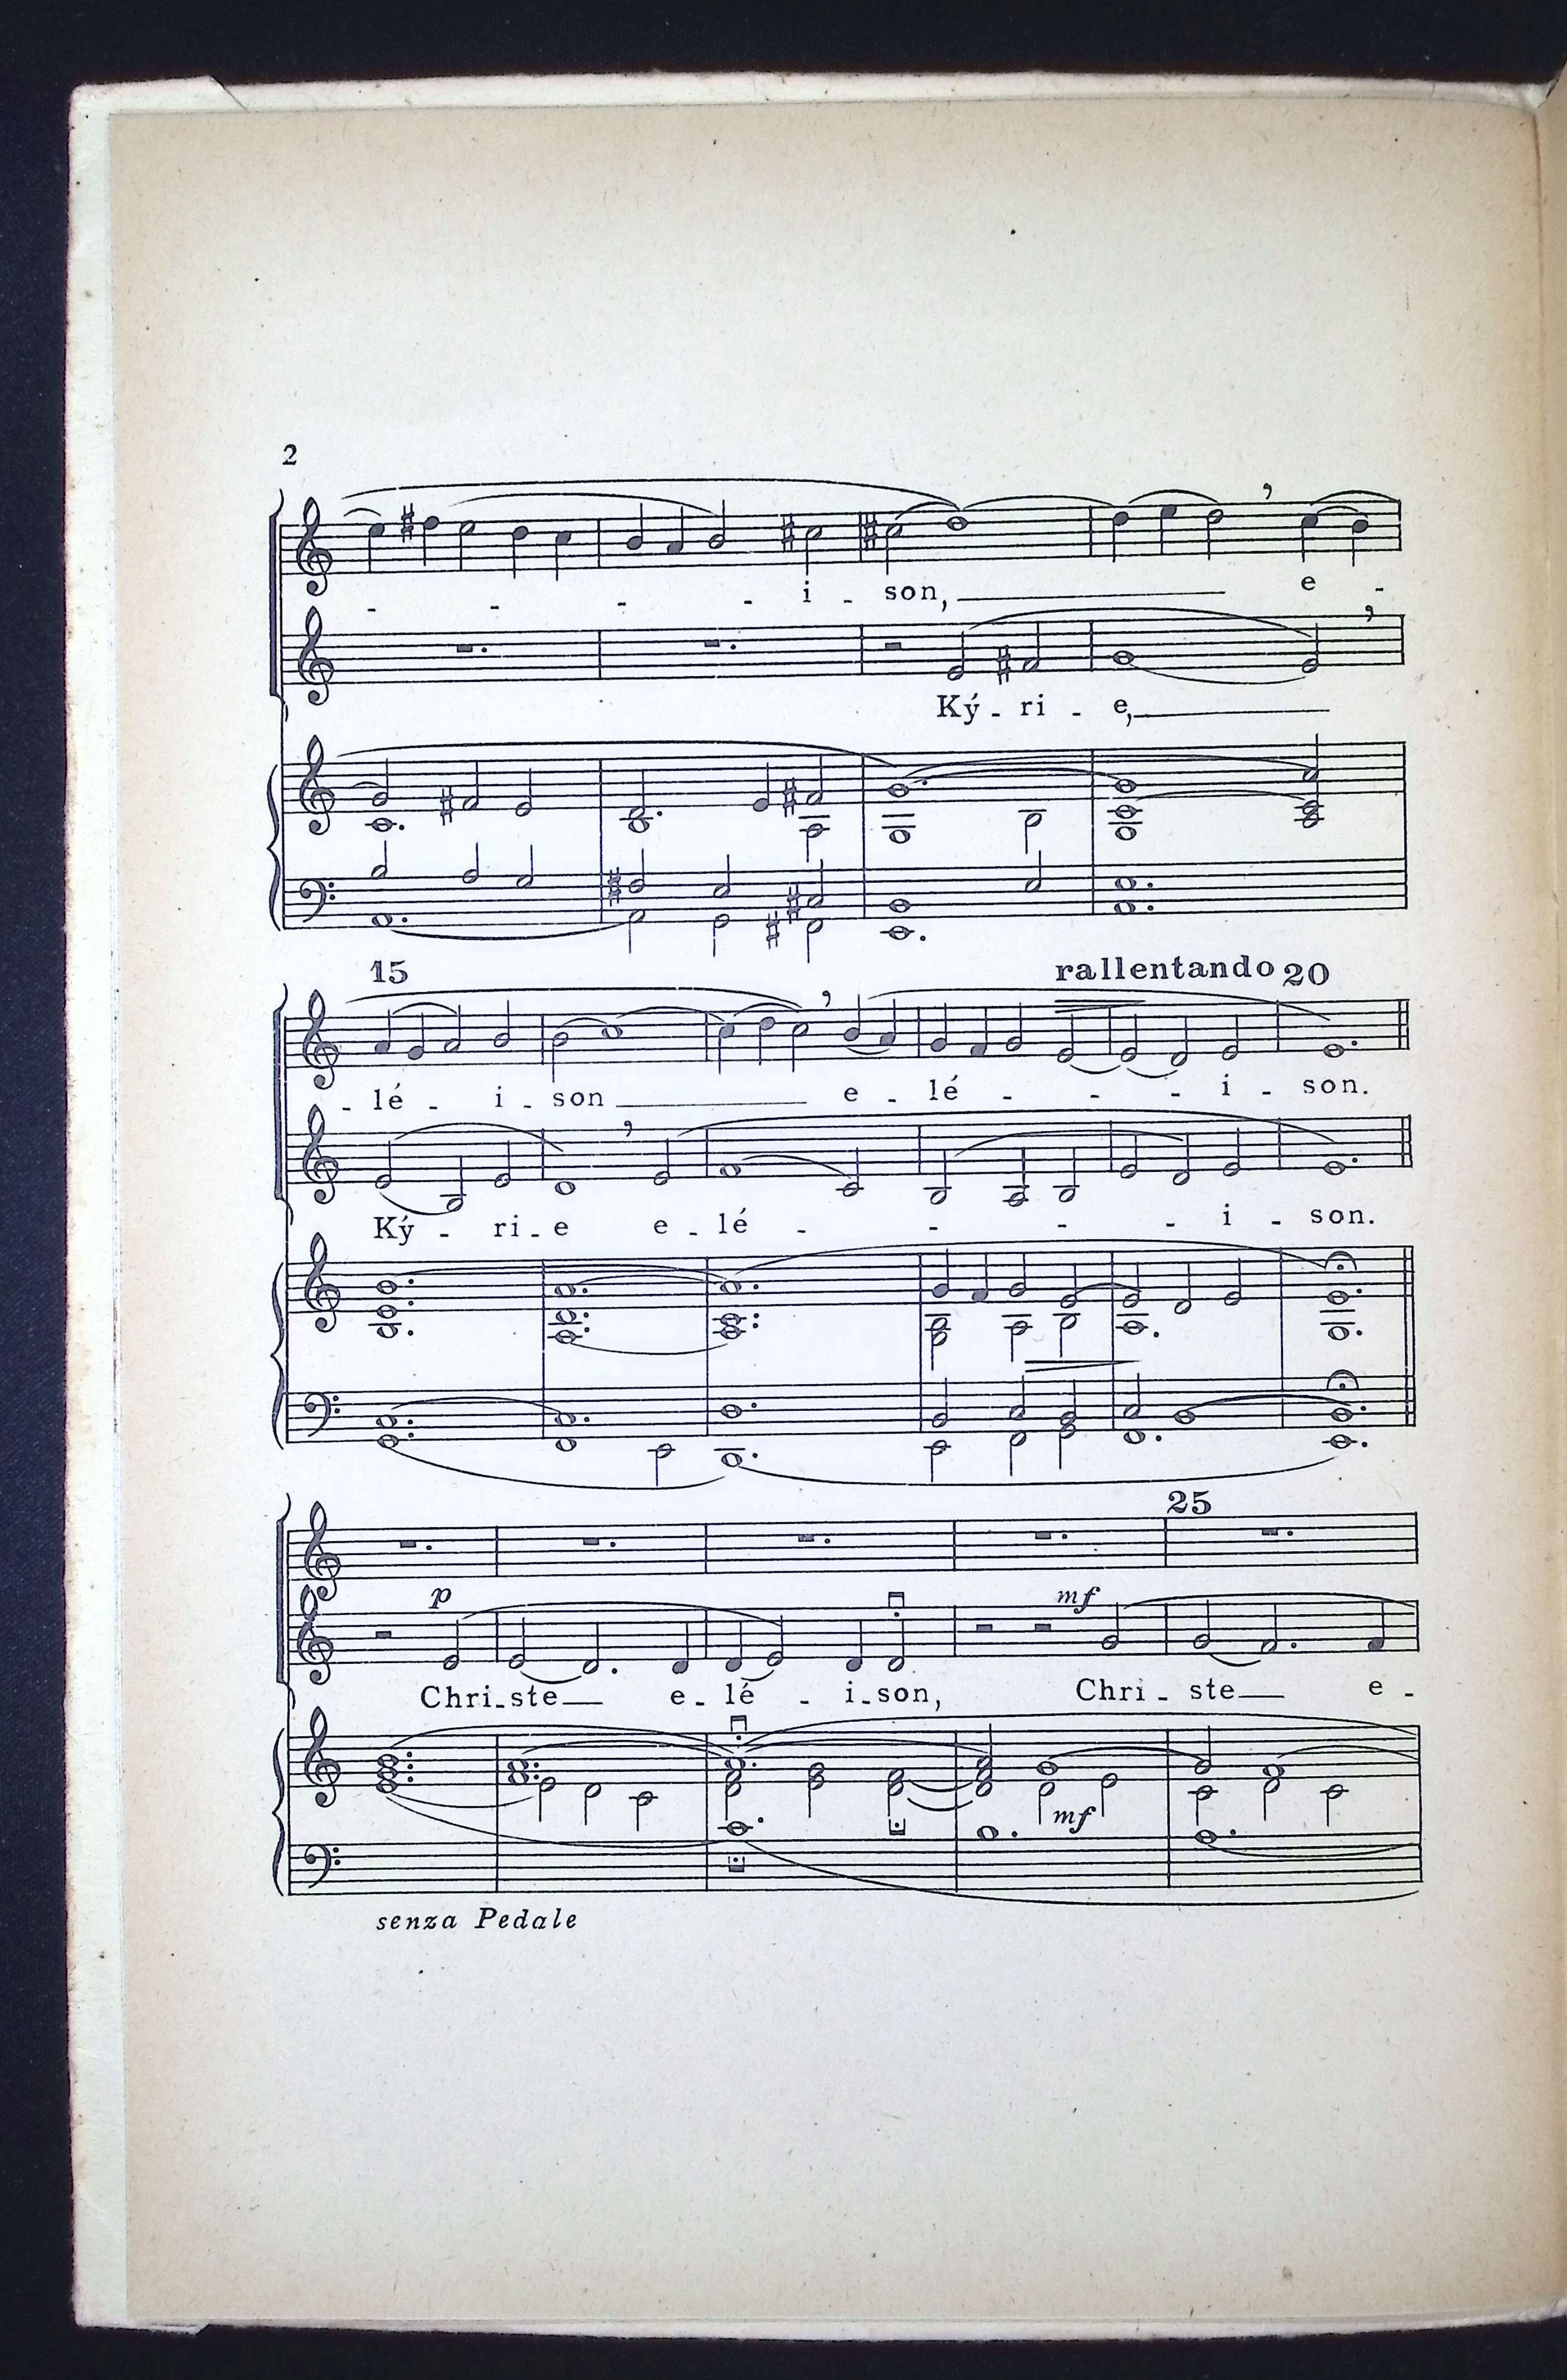 2
- - - - i - son, e -
Ký - ri - e,
15 rallentando 20
- lé - i - son e - lé - - - i - son.
Ký - ri - e e - lé - - - - i - son.
25
p mf
Chri - ste e - lé - i - son, Chri - ste e -
mf
senza Pedale